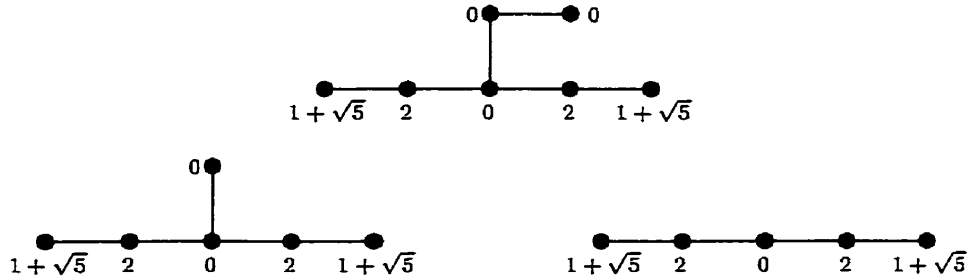 0 0
1 + √5 2 0 2 1 + √5
0
1 + √5 2 0 2 1 + √5 1 + √5 2 0 2 1 + √5